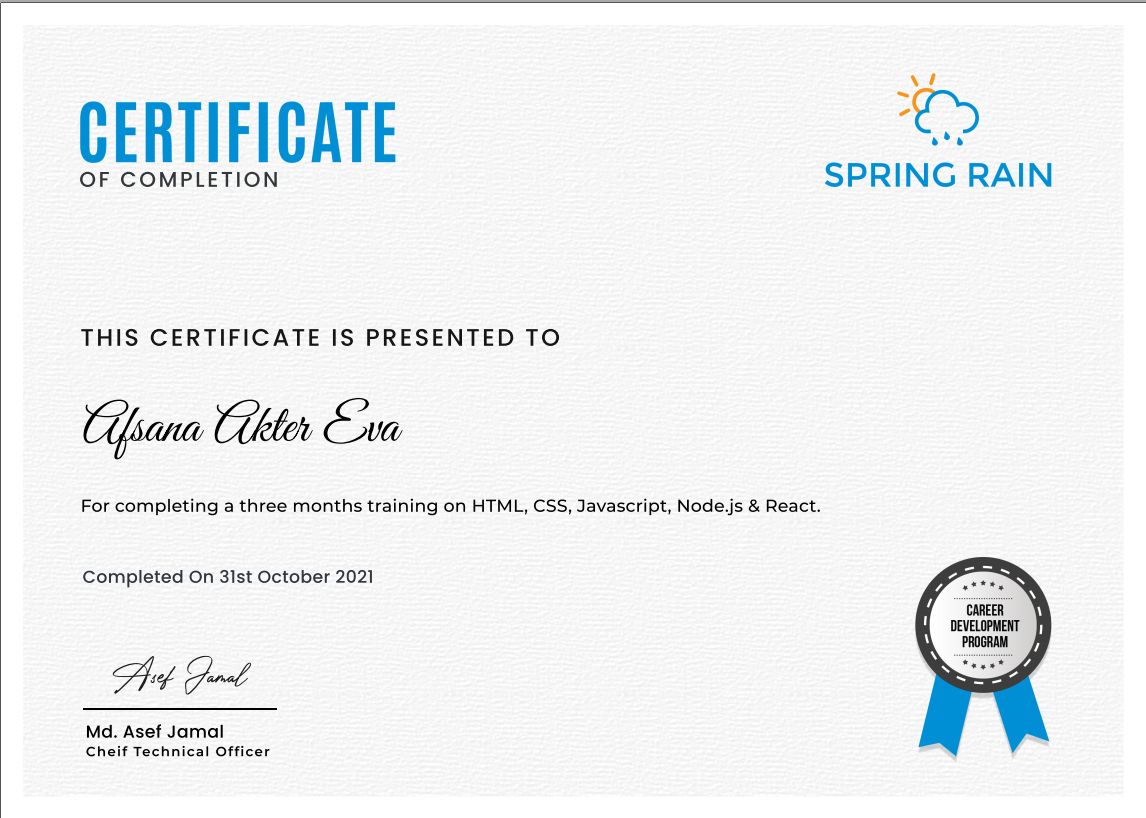 CERTIFICATE
OF COMPLETION
SPRING RAIN
THIS CERTIFICATE IS PRESENTED TO
Afsana Akter Eva
For completing a three months training on HTML, CSS, Javascript, Node.js & React.
Completed On 31st October 2021
CAREER
DEVELOPMENT
PROGRAM
Asef Jamal
Md. Asef Jamal
Cheif Technical Officer